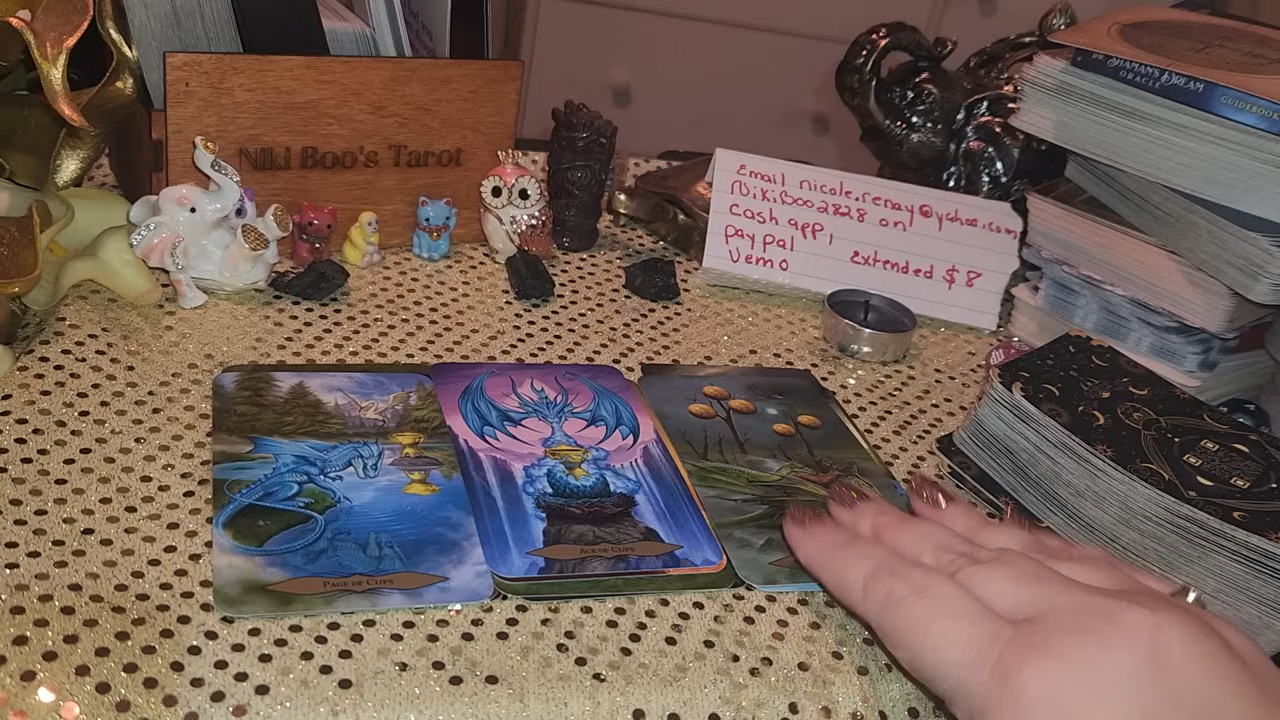 Niki Boo's Tarot
Email nicole.renay@yahoo.com
NikiBoo2828 on
Cash app,
paypal
Vemo
extended $8
SHAMAN'S DREAM
ORACLE
GUIDEBOOK
PAGE OF CUPS
ACE OF CUPS